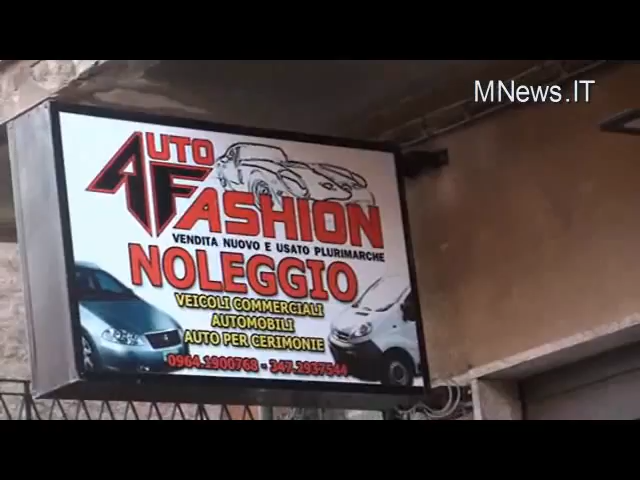 MNews.IT
AUTO
FASHION
VENDITA NUOVO E USATO PLURIMARCHE
NOLEGGIO
VEICOLI COMMERCIALI
AUTOMOBILI
AUTO PER CERIMONIE
0964.1900768 - 347.2937544